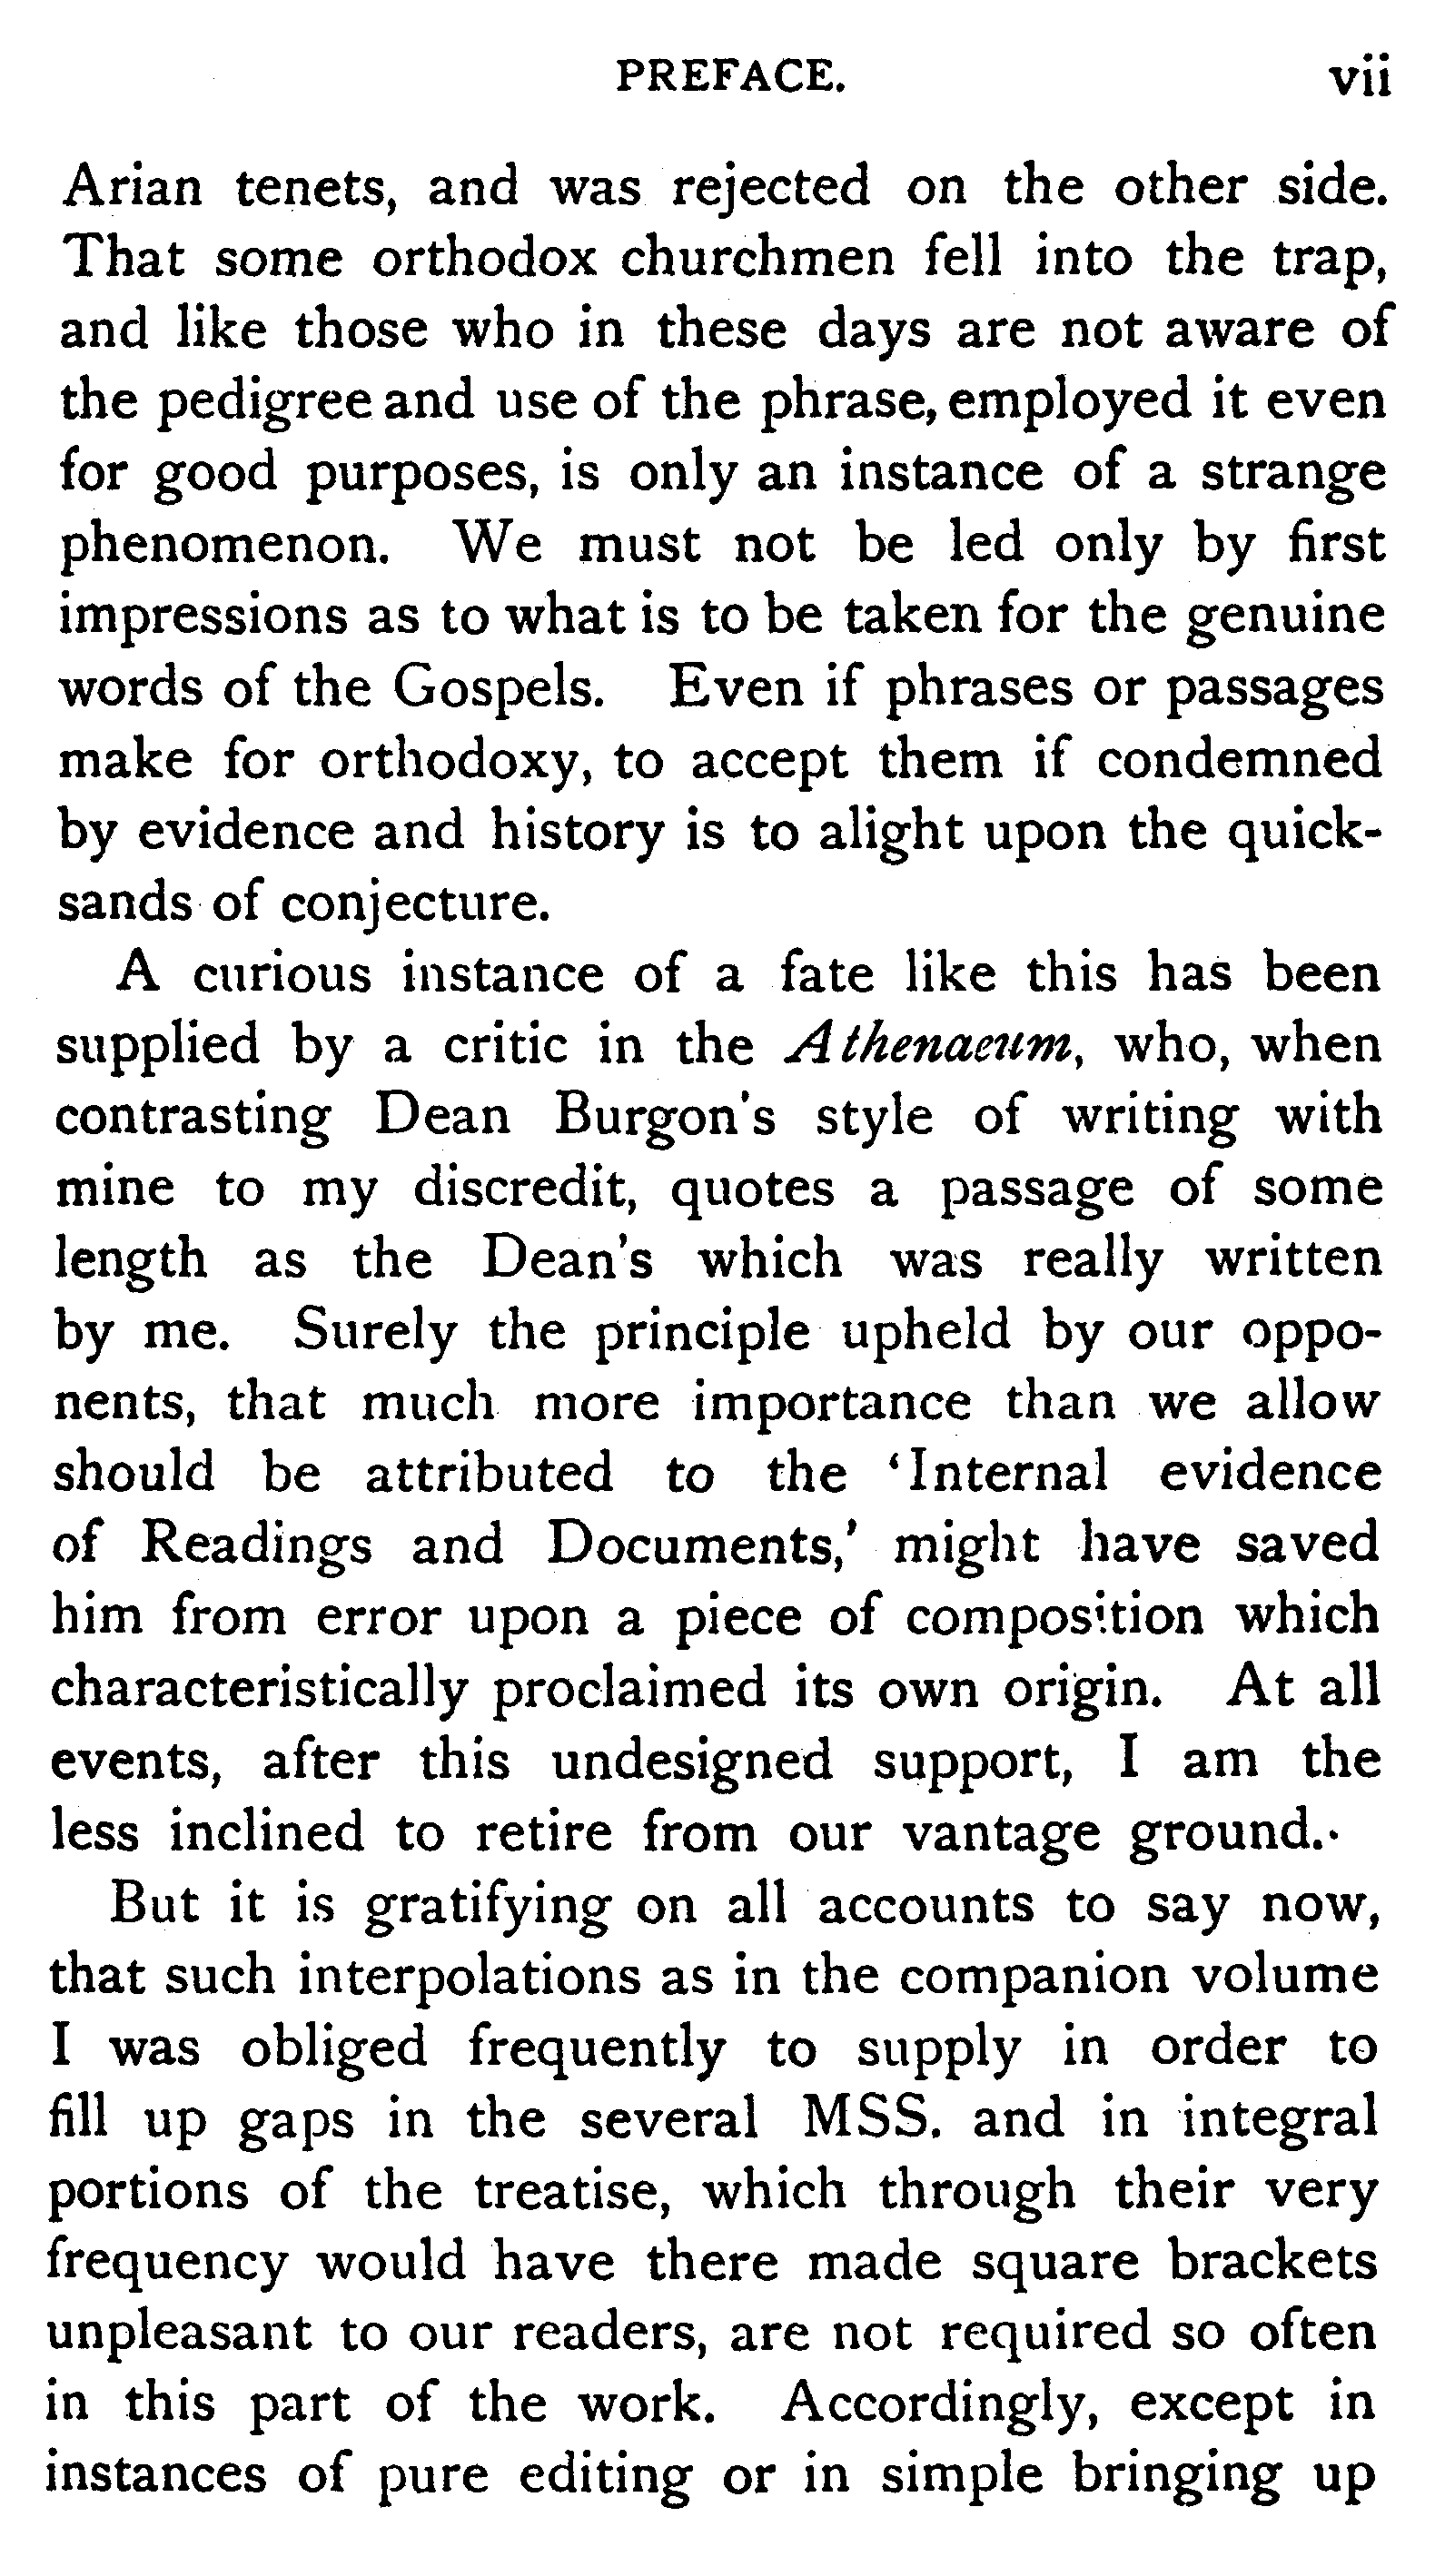 PREFACE. vii
Arian tenets, and was rejected on the other side.
That some orthodox churchmen fell into the trap,
and like those who in these days are not aware of
the pedigree and use of the phrase, employed it even
for good purposes, is only an instance of a strange
phenomenon. We must not be led only by first
impressions as to what is to be taken for the genuine
words of the Gospels. Even if phrases or passages
make for orthodoxy, to accept them if condemned
by evidence and history is to alight upon the quick-
sands of conjecture.
A curious instance of a fate like this has been
supplied by a critic in the Athenaeum, who, when
contrasting Dean Burgon's style of writing with
mine to my discredit, quotes a passage of some
length as the Dean's which was really written
by me. Surely the principle upheld by our oppo-
nents, that much more importance than we allow
should be attributed to the 'Internal evidence
of Readings and Documents,' might have saved
him from error upon a piece of composition which
characteristically proclaimed its own origin. At all
events, after this undesigned support, I am the
less inclined to retire from our vantage ground.
But it is gratifying on all accounts to say now,
that such interpolations as in the companion volume
I was obliged frequently to supply in order to
fill up gaps in the several MSS. and in integral
portions of the treatise, which through their very
frequency would have there made square brackets
unpleasant to our readers, are not required so often
in this part of the work. Accordingly, except in
instances of pure editing or in simple bringing up